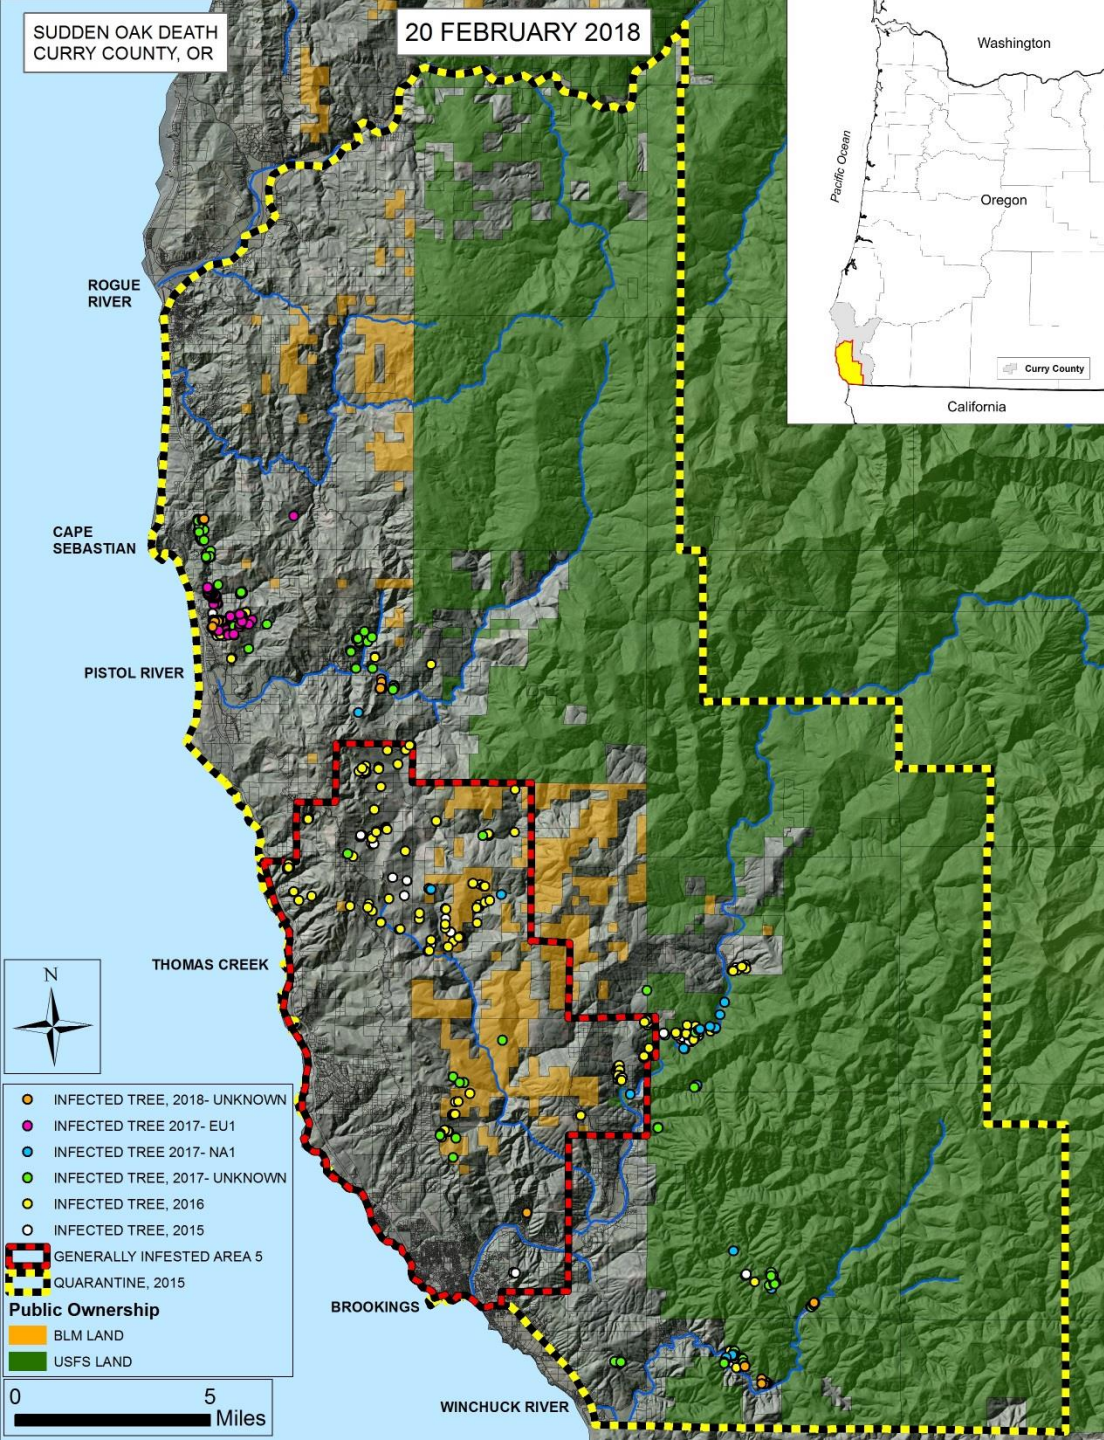 SUDDEN OAK DEATH
CURRY COUNTY, OR
20 FEBRUARY 2018
Washington
Pacific Ocean
Oregon
Curry County
California
ROGUE
RIVER
CAPE
SEBASTIAN
PISTOL RIVER
THOMAS CREEK
N
INFECTED TREE, 2018- UNKNOWN
INFECTED TREE 2017- EU1
INFECTED TREE 2017- NA1
INFECTED TREE, 2017- UNKNOWN
INFECTED TREE, 2016
INFECTED TREE, 2015
GENERALLY INFESTED AREA 5
QUARANTINE, 2015
Public Ownership
BLM LAND
USFS LAND
BROOKINGS
0 5
Miles
WINCHUCK RIVER